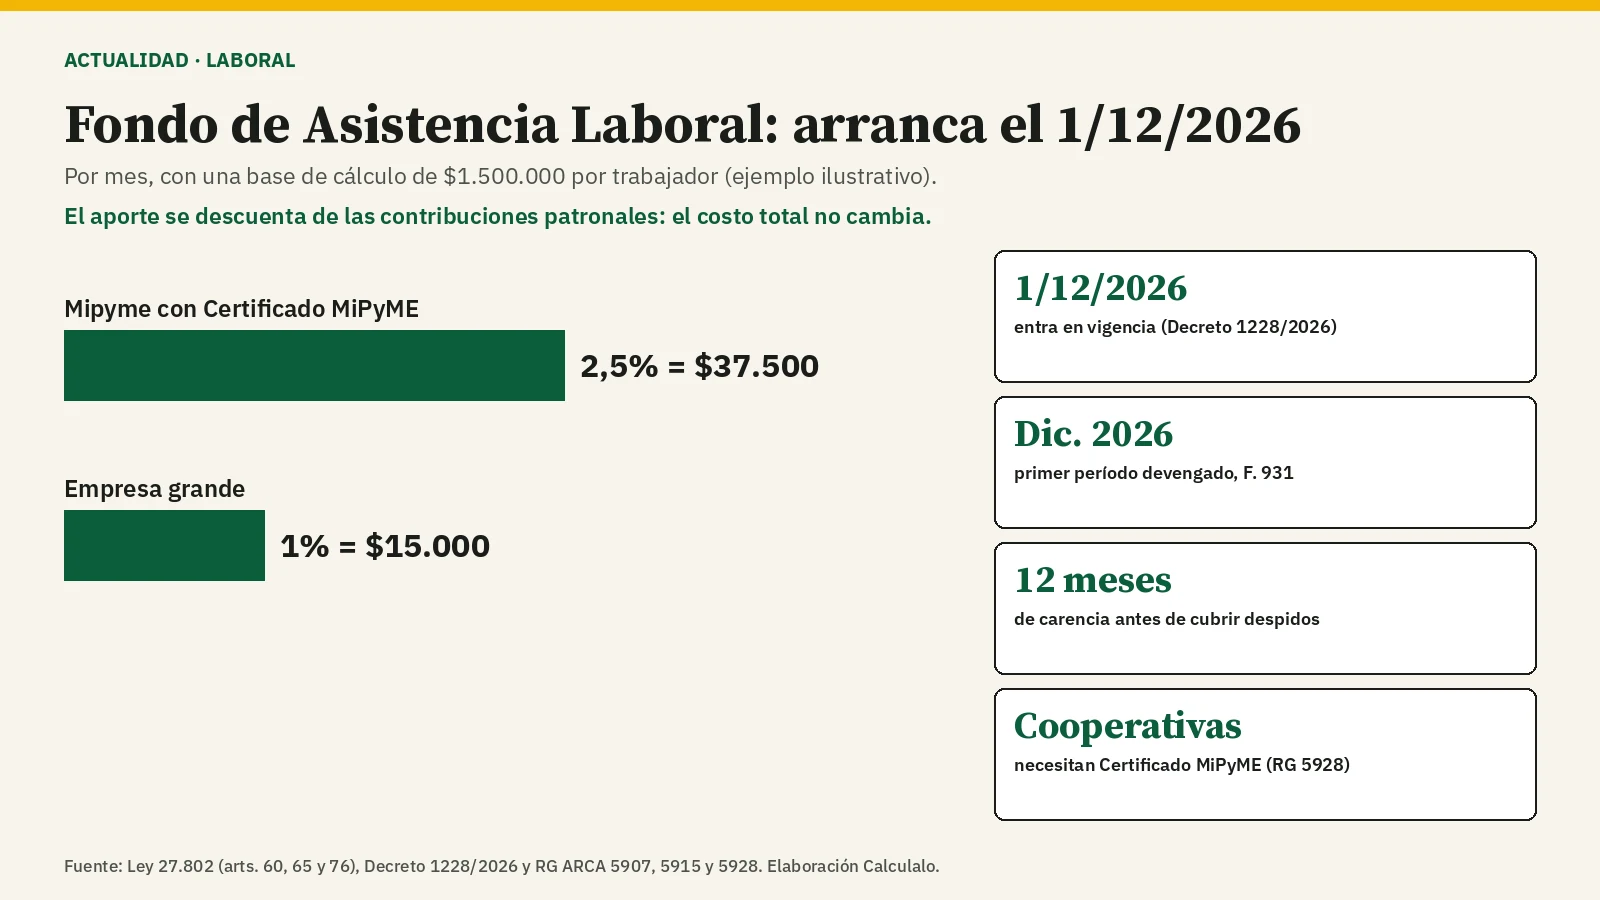 ACTUALIDAD · LABORAL
Fondo de Asistencia Laboral: arranca el 1/12/2026
Por mes, con una base de cálculo de $1.500.000 por trabajador (ejemplo ilustrativo).
El aporte se descuenta de las contribuciones patronales: el costo total no cambia.
Mipyme con Certificado MiPyME
2,5% = $37.500
Empresa grande
1% = $15.000
1/12/2026
entra en vigencia (Decreto 1228/2026)
Dic. 2026
primer período devengado, F. 931
12 meses
de carencia antes de cubrir despidos
Cooperativas
necesitan Certificado MiPyME (RG 5928)
Fuente: Ley 27.802 (arts. 60, 65 y 76), Decreto 1228/2026 y RG ARCA 5907, 5915 y 5928. Elaboración Calculalo.